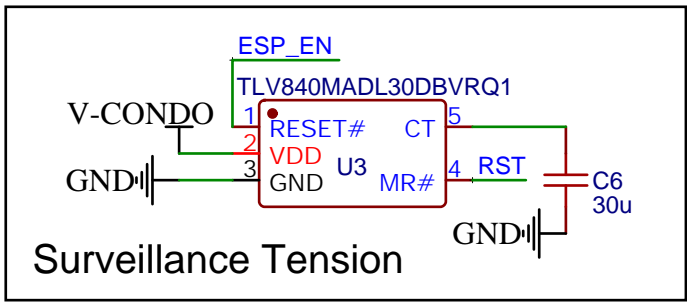 ESP_EN
TLV840MADL30DBVRQ1
V-CONDO
1 RESET# CT 5
2 VDD
GND 3 GND U3 MR# 4 RST
C6
30u
GND
Surveillance Tension